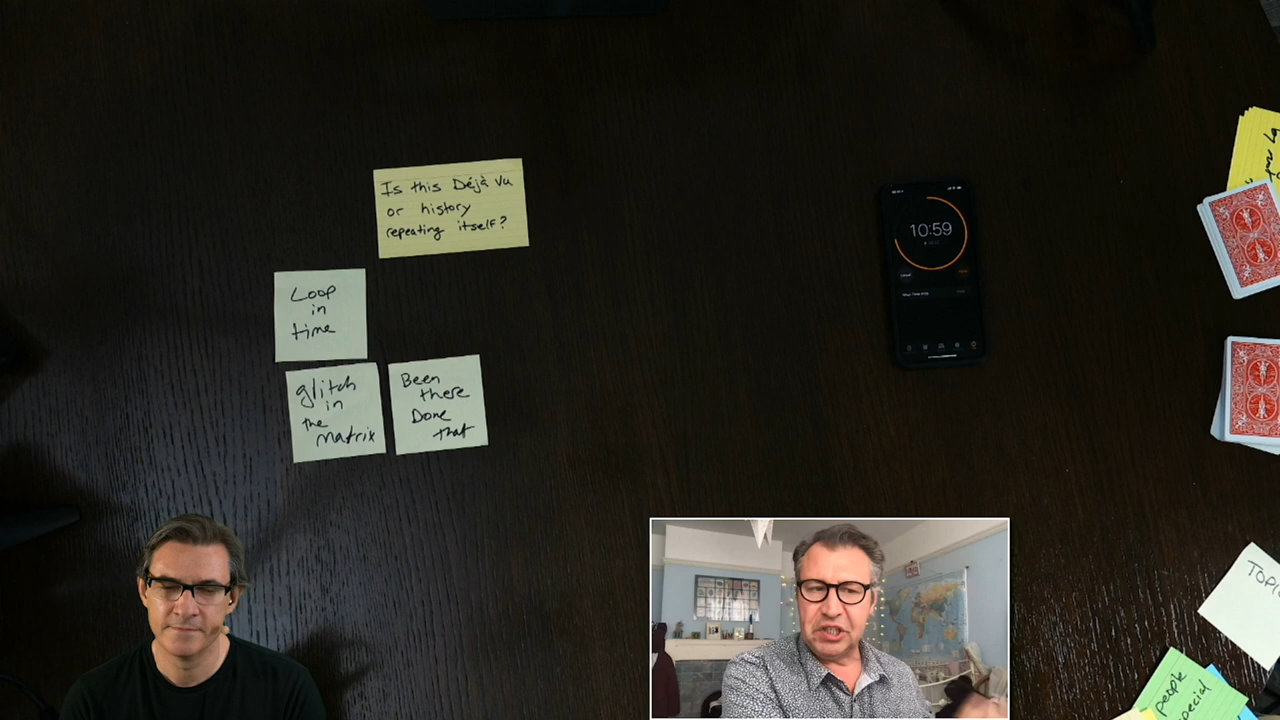 Is this Déjà Vu
or history
repeating itself?
Loop
in
time
glitch
in
the
matrix
Been
there
Done
that
10:59
people